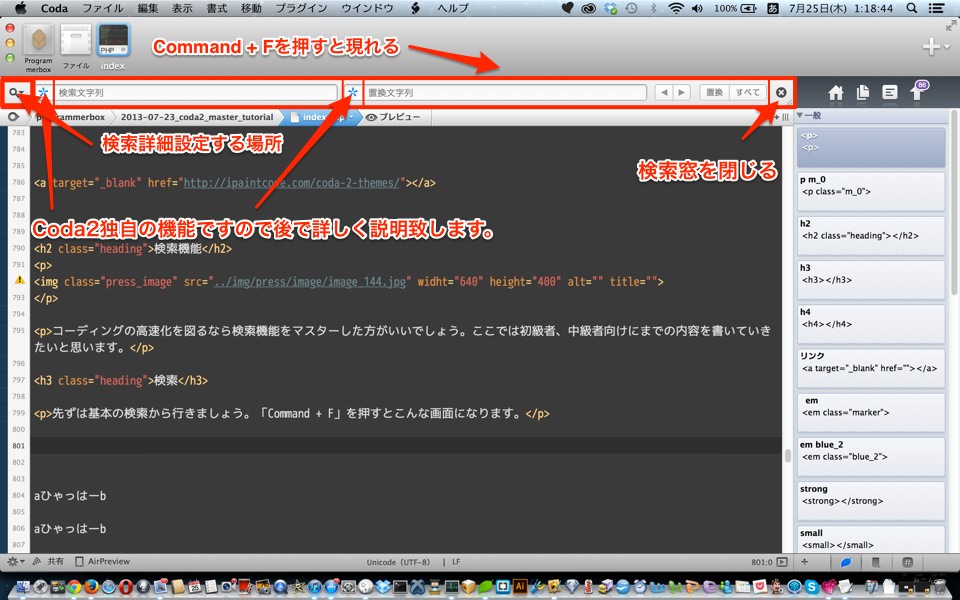 Coda ファイル 編集 表示 書式 移動 プラグイン ウインドウ ヘルプ 100% あ 7月25日(木) 1:18:44
Program
merbox
ファイル
PHP
index
Command + Fを押すと現れる
検索文字列 置換文字列 置換 すべて
86
2013-07-23_coda2_master_tutorial プレビュー
検索詳細設定する場所
検索窓を閉じる
Coda2独自の機能ですので後で詳しく説明致します。
783
784
785
786 <a target="_blank" href="http://ipaintcode.com/coda-2-themes/"></a>
787
788
790 <h2 class="heading">検索機能</h2>
791 <p>
<img class="press_image" src="../img/press/image/image_144.jpg" widht="640" height="400" alt="" title="">
793 </p>
794
795 <p>コーディングの高速化を図るなら検索機能をマスターした方がいいでしょう。ここでは初級者、中級者向けにまでの内容を書いていき
たいと思います。</p>
796
797 <h3 class="heading">検索</h3>
798
799 <p>先ずは基本の検索から行きましょう。「Command + F」を押すとこんな画面になります。</p>
800
801
802
803
804 aひゃっはーb
805
806 aひゃっはーb
807
一般
<p>
<p>
p m_0
<p class="m_0">
h2
<h2 class="heading"></h2>
h3
<h3></h3>
h4
<h4></h4>
リンク
<a target="_blank" href=""></a>
em
<em class="marker">
em blue_2
<em class="blue_2">
strong
<strong></strong>
small
<small></small>
共有 AirPreview Unicode (UTF-8) LF 801:0